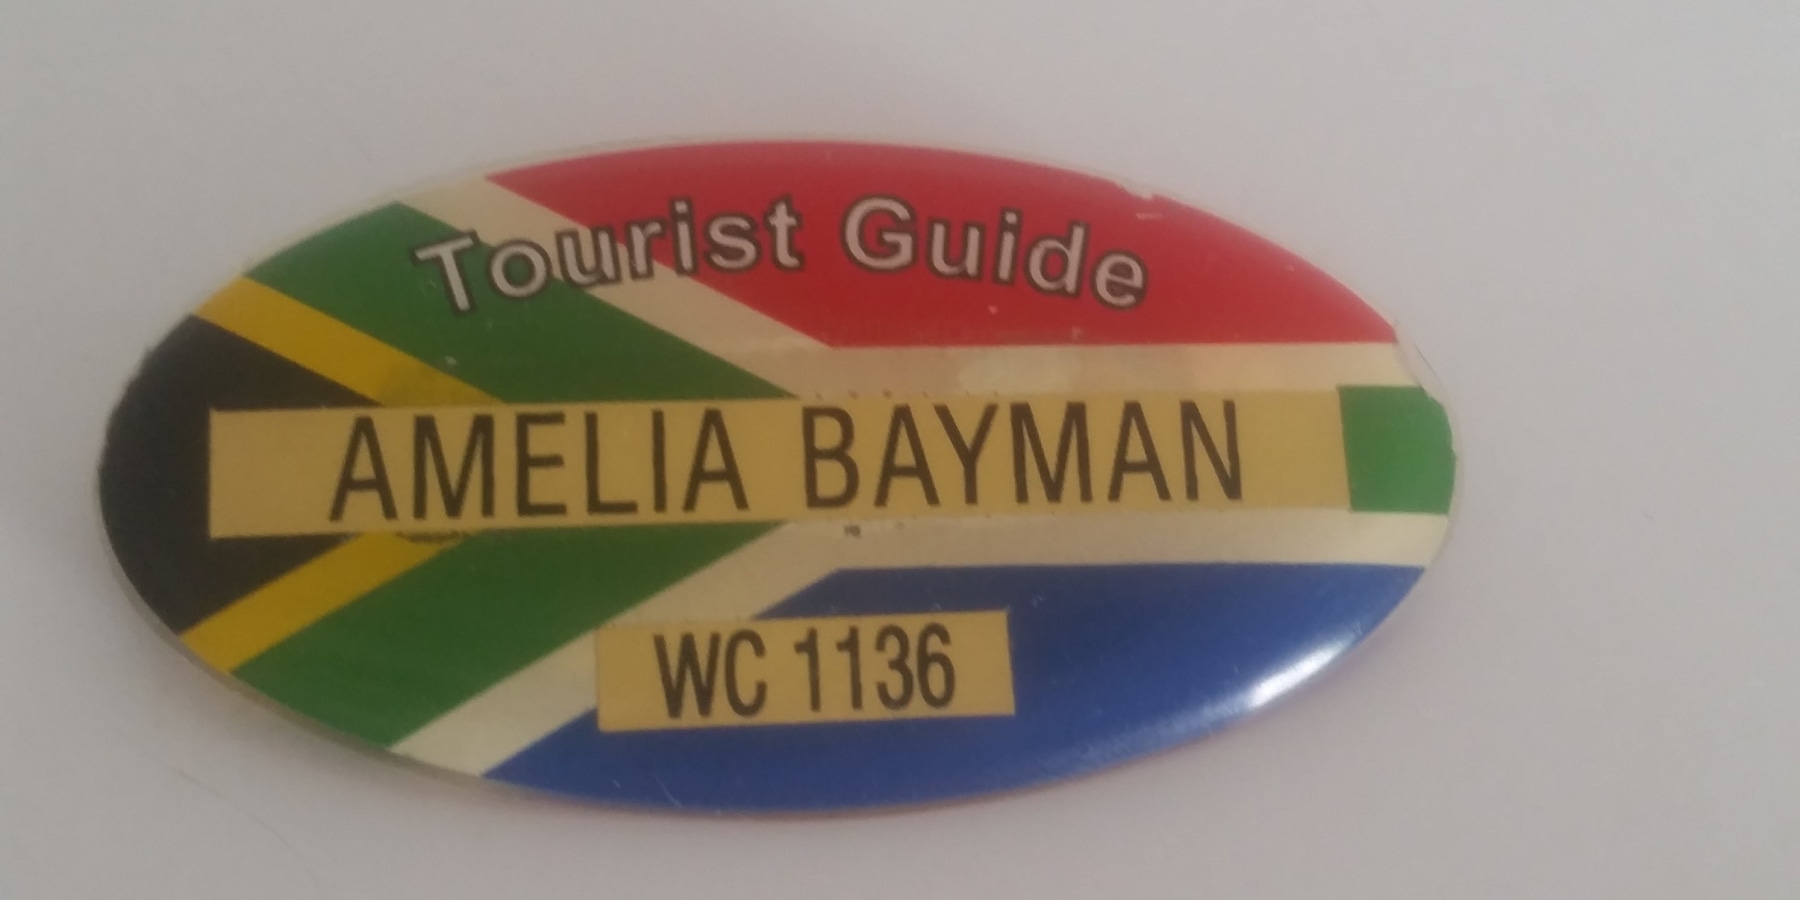 Tourist Guide
AMELIA BAYMAN
WC 1136